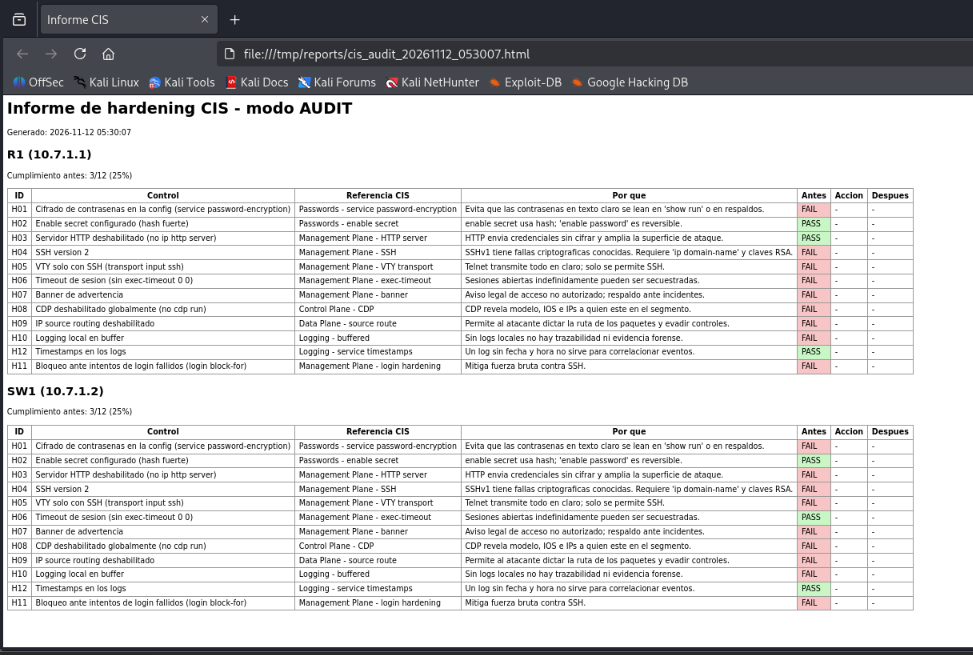 Informe CIS
file:///tmp/reports/cis_audit_20261112_053007.html
OffSec Kali Linux Kali Tools Kali Docs Kali Forums Kali NetHunter Exploit-DB Google Hacking DB
Informe de hardening CIS - modo AUDIT
Generado: 2026-11-12 05:30:07
R1 (10.7.1.1)
Cumplimiento antes: 3/12 (25%)
ID Control Referencia CIS Por que Antes Accion Despues
H01 Cifrado de contrasenas en la config (service password-encryption) Passwords - service password-encryption Evita que las contrasenas en texto claro se lean en 'show run' o en respaldos. FAIL - -
H02 Enable secret configurado (hash fuerte) Passwords - enable secret enable secret usa hash; 'enable password' es reversible. PASS - -
H03 Servidor HTTP deshabilitado (no ip http server) Management Plane - HTTP server HTTP envia credenciales sin cifrar y amplia la superficie de ataque. PASS - -
H04 SSH version 2 Management Plane - SSH SSHv1 tiene fallas criptograficas conocidas. Requiere 'ip domain-name' y claves RSA. FAIL - -
H05 VTY solo con SSH (transport input ssh) Management Plane - VTY transport Telnet transmite todo en claro; solo se permite SSH. FAIL - -
H06 Timeout de sesion (sin exec-timeout 0 0) Management Plane - exec-timeout Sesiones abiertas indefinidamente pueden ser secuestradas. FAIL - -
H07 Banner de advertencia Management Plane - banner Aviso legal de acceso no autorizado; respaldo ante incidentes. FAIL - -
H08 CDP deshabilitado globalmente (no cdp run) Control Plane - CDP CDP revela modelo, IOS e IPs a quien este en el segmento. FAIL - -
H09 IP source routing deshabilitado Data Plane - source route Permite al atacante dictar la ruta de los paquetes y evadir controles. FAIL - -
H10 Logging local en buffer Logging - buffered Sin logs locales no hay trazabilidad ni evidencia forense. FAIL - -
H12 Timestamps en los logs Logging - service timestamps Un log sin fecha y hora no sirve para correlacionar eventos. PASS - -
H11 Bloqueo ante intentos de login fallidos (login block-for) Management Plane - login hardening Mitiga fuerza bruta contra SSH. FAIL - -
SW1 (10.7.1.2)
Cumplimiento antes: 3/12 (25%)
ID Control Referencia CIS Por que Antes Accion Despues
H01 Cifrado de contrasenas en la config (service password-encryption) Passwords - service password-encryption Evita que las contrasenas en texto claro se lean en 'show run' o en respaldos. FAIL - -
H02 Enable secret configurado (hash fuerte) Passwords - enable secret enable secret usa hash; 'enable password' es reversible. PASS - -
H03 Servidor HTTP deshabilitado (no ip http server) Management Plane - HTTP server HTTP envia credenciales sin cifrar y amplia la superficie de ataque. FAIL - -
H04 SSH version 2 Management Plane - SSH SSHv1 tiene fallas criptograficas conocidas. Requiere 'ip domain-name' y claves RSA. FAIL - -
H05 VTY solo con SSH (transport input ssh) Management Plane - VTY transport Telnet transmite todo en claro; solo se permite SSH. FAIL - -
H06 Timeout de sesion (sin exec-timeout 0 0) Management Plane - exec-timeout Sesiones abiertas indefinidamente pueden ser secuestradas. PASS - -
H07 Banner de advertencia Management Plane - banner Aviso legal de acceso no autorizado; respaldo ante incidentes. FAIL - -
H08 CDP deshabilitado globalmente (no cdp run) Control Plane - CDP CDP revela modelo, IOS e IPs a quien este en el segmento. FAIL - -
H09 IP source routing deshabilitado Data Plane - source route Permite al atacante dictar la ruta de los paquetes y evadir controles. FAIL - -
H10 Logging local en buffer Logging - buffered Sin logs locales no hay trazabilidad ni evidencia forense. FAIL - -
H12 Timestamps en los logs Logging - service timestamps Un log sin fecha y hora no sirve para correlacionar eventos. PASS - -
H11 Bloqueo ante intentos de login fallidos (login block-for) Management Plane - login hardening Mitiga fuerza bruta contra SSH. FAIL - -